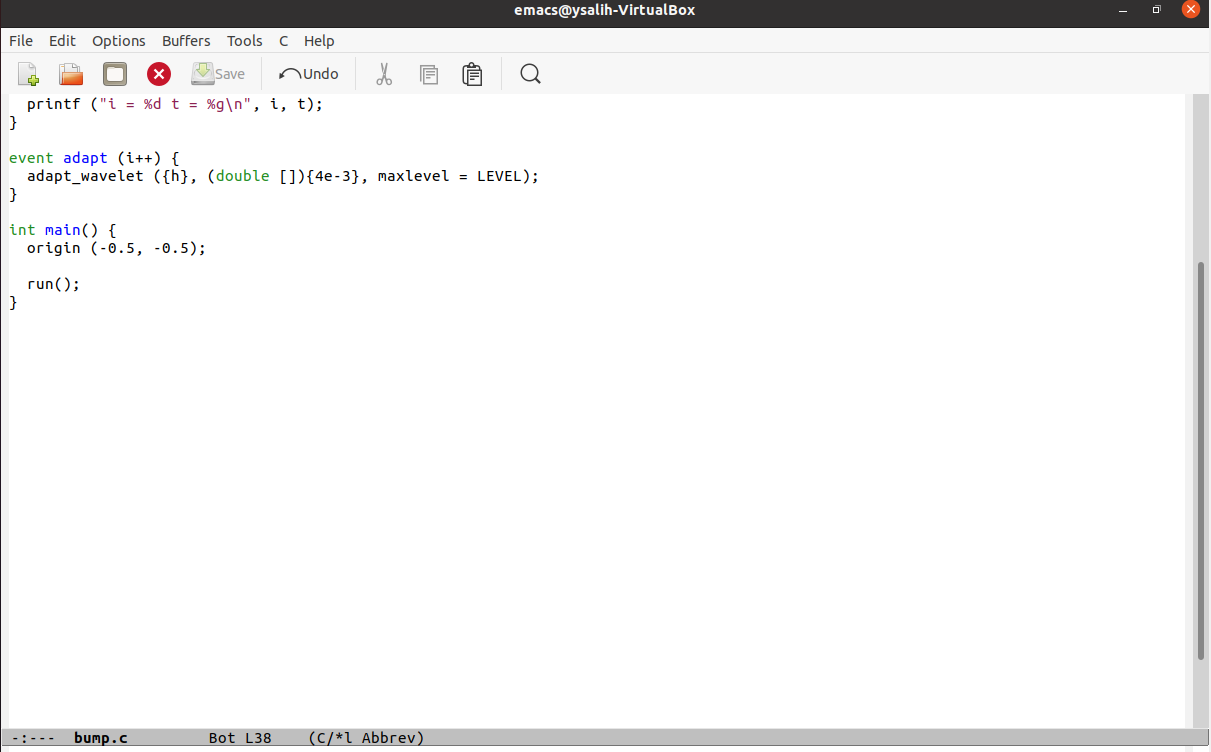 emacs@ysalih-VirtualBox
File Edit Options Buffers Tools C Help
Save Undo
  printf ("i = %d t = %g\n", i, t);
}

event adapt (i++) {
  adapt_wavelet ({h}, (double []){4e-3}, maxlevel = LEVEL);
}

int main() {
  origin (-0.5, -0.5);

  run();
}
-:---  bump.c         Bot L38    (C/*l Abbrev)